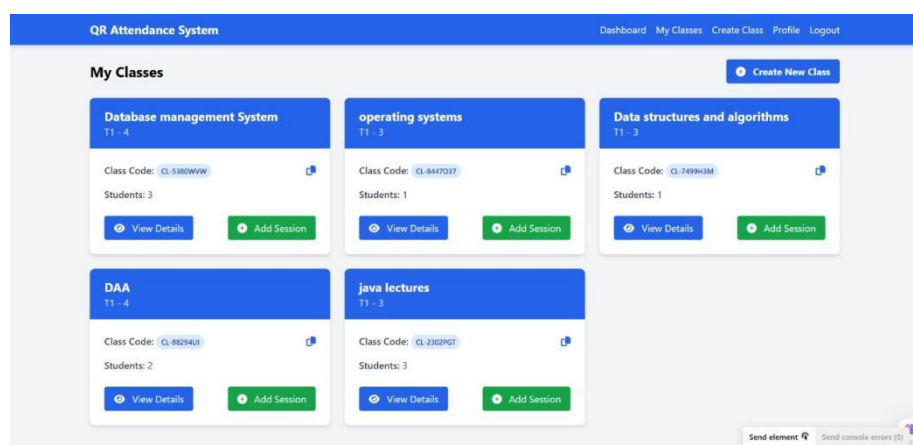 QR Attendance System
Dashboard My Classes Create Class Profile Logout
My Classes
Create New Class
Database management System
T1 - 4
Class Code: CL-5380WVW
Students: 3
View Details
Add Session
operating systems
T1 - 3
Class Code: CL-8447O37
Students: 1
View Details
Add Session
Data structures and algorithms
T1 - 3
Class Code: CL-7499H3M
Students: 1
View Details
Add Session
DAA
T1 - 4
Class Code: CL-88294UI
Students: 2
View Details
Add Session
java lectures
T1 - 3
Class Code: CL-2302PGT
Students: 3
View Details
Add Session
Send element
Send console errors (0)